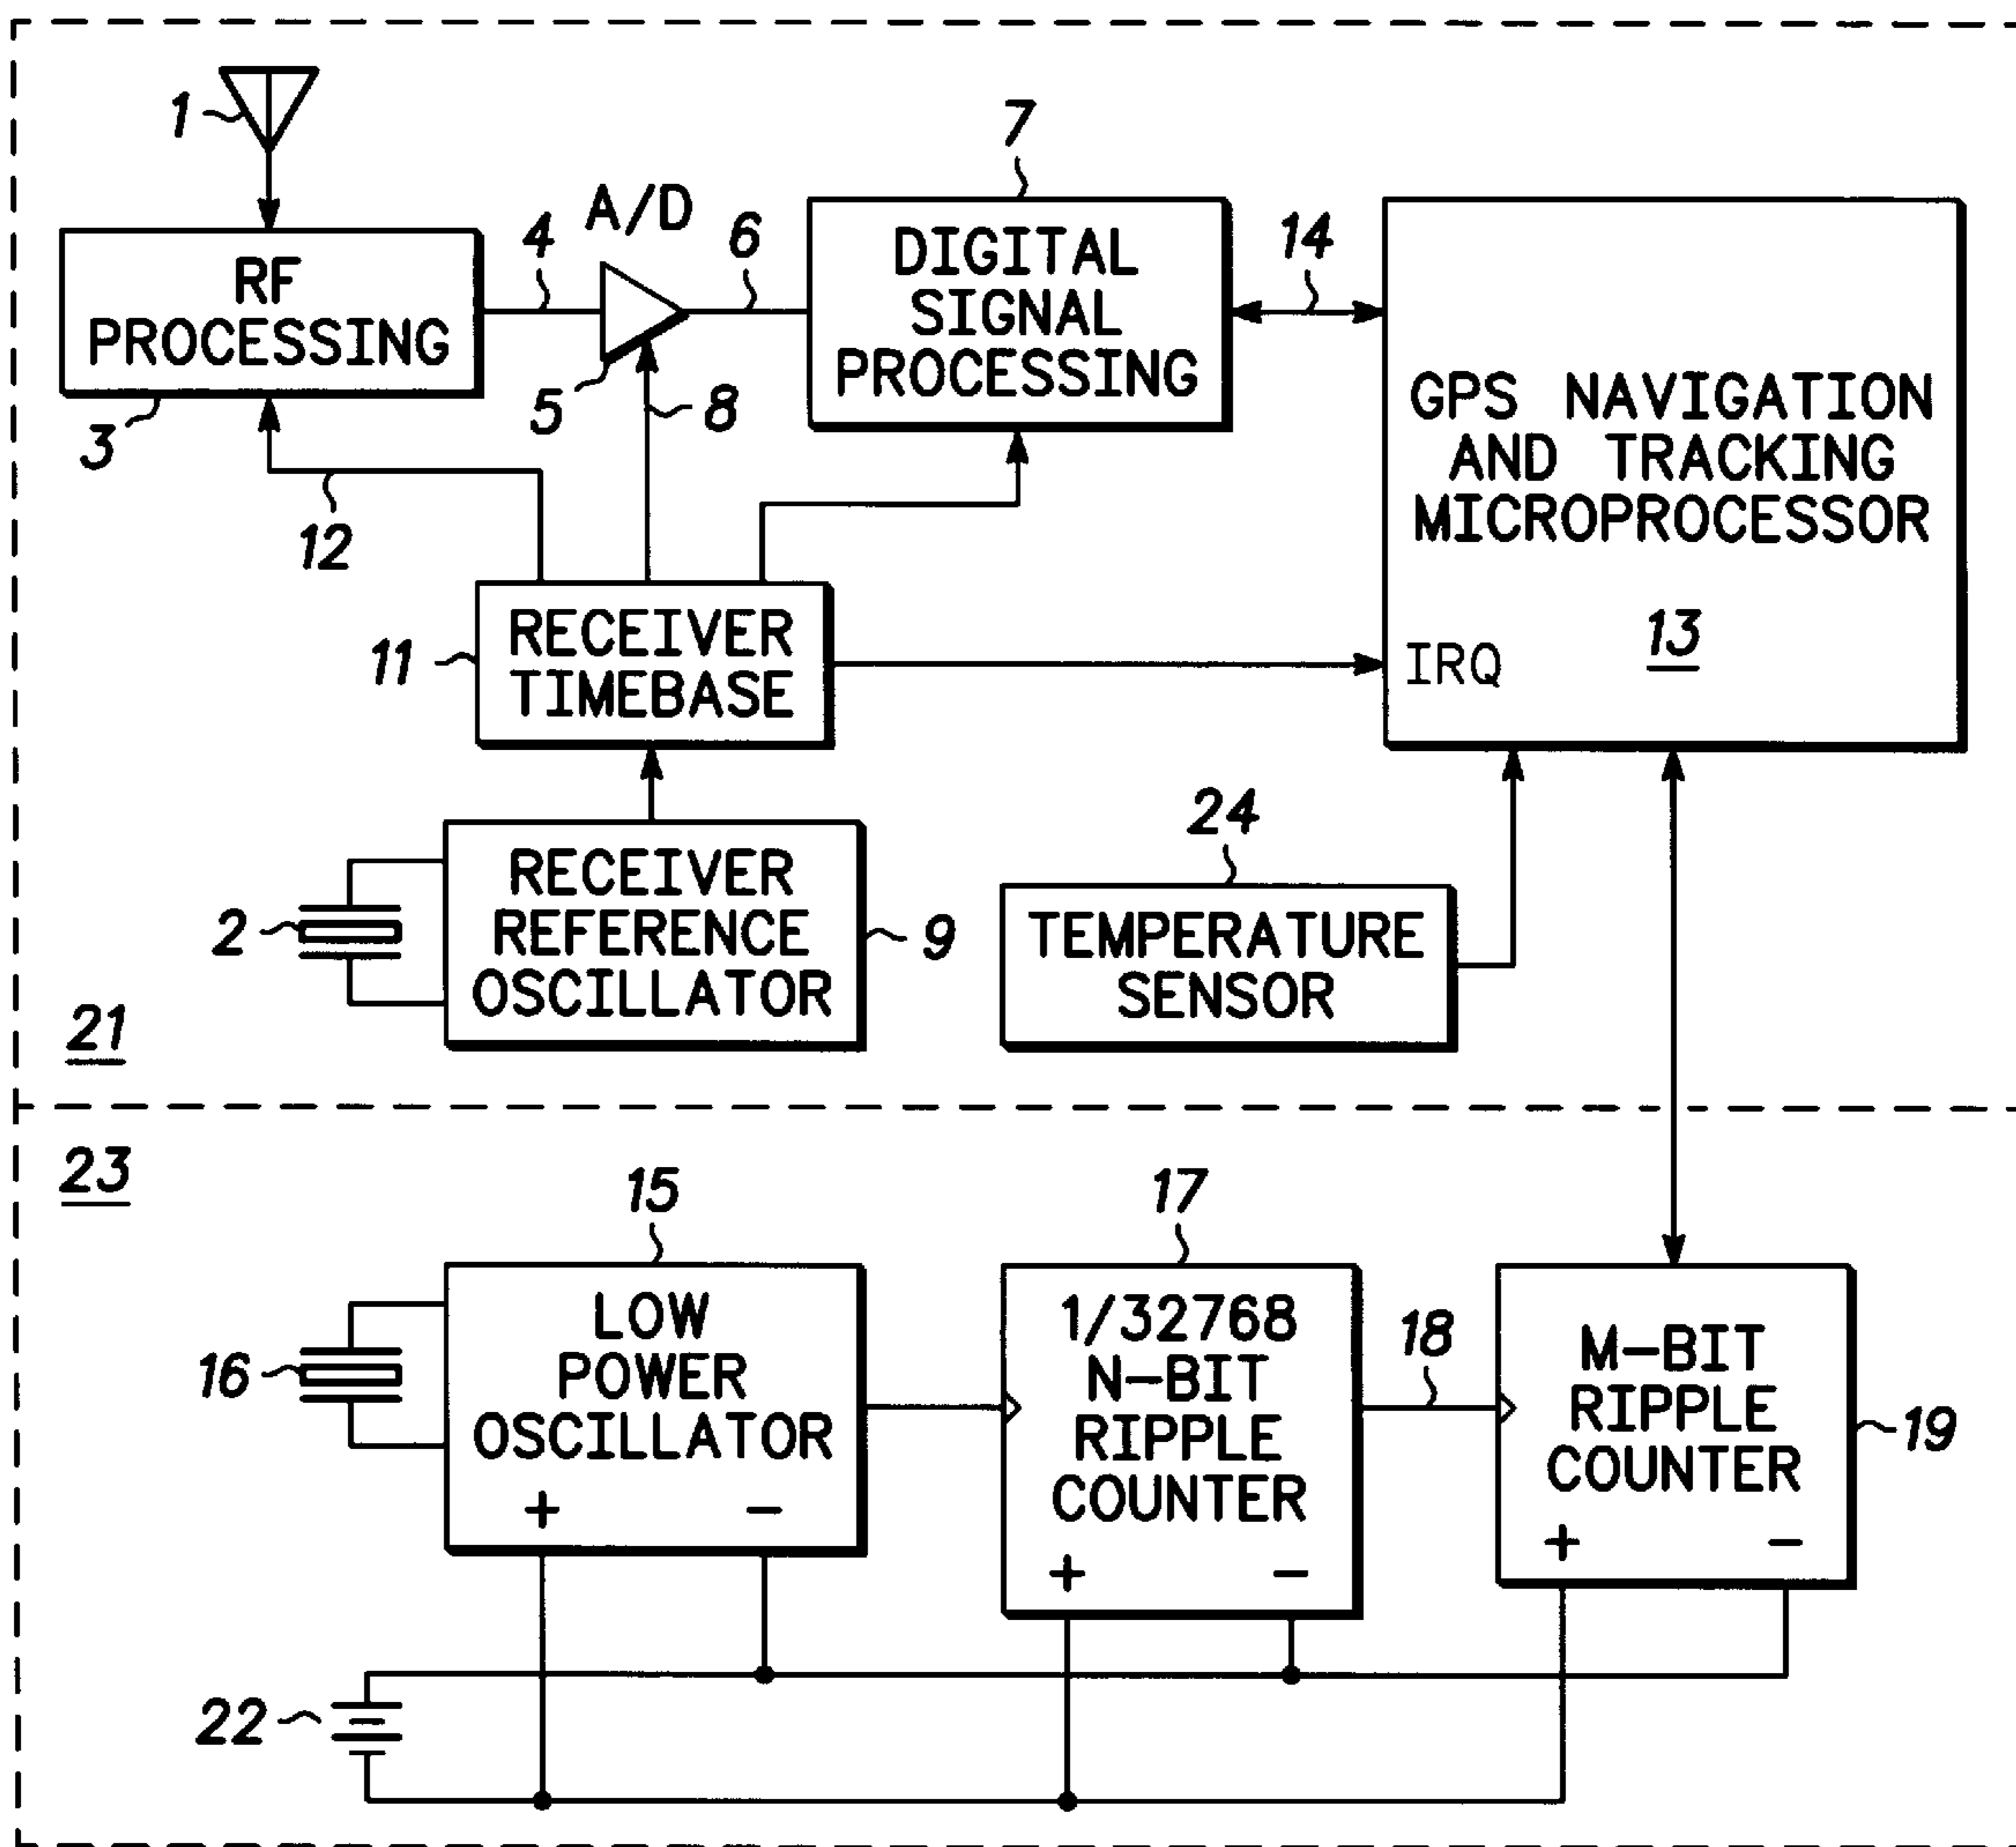 1
RF
PROCESSING
3
4
A/D
5
6
8
7
DIGITAL
SIGNAL
PROCESSING
14
GPS NAVIGATION
AND TRACKING
MICROPROCESSOR
13
IRQ
12
11
RECEIVER
TIMEBASE
2
RECEIVER
REFERENCE
OSCILLATOR
9
24
TEMPERATURE
SENSOR
21
23
15
LOW
POWER
OSCILLATOR
+ −
16
17
1/32768
N-BIT
RIPPLE
COUNTER
+ −
18
M-BIT
RIPPLE
COUNTER
+ −
19
22